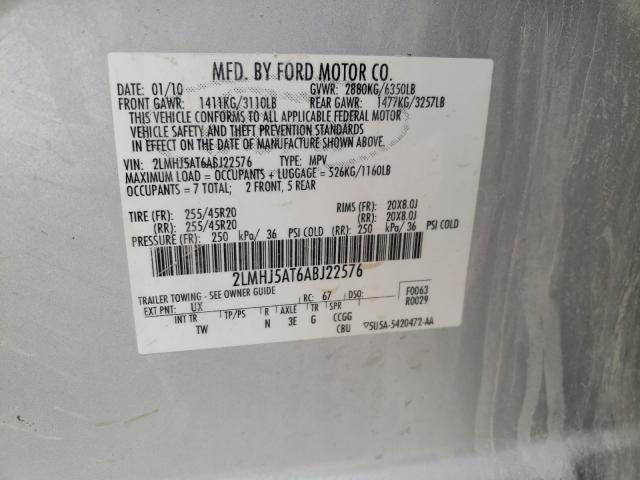 MFD. BY FORD MOTOR CO.
DATE: 01/10 GVWR: 2880KG/6350LB
FRONT GAWR: 1411KG/3110LB REAR GAWR: 1477KG/3257LB
THIS VEHICLE CONFORMS TO ALL APPLICABLE FEDERAL MOTOR
VEHICLE SAFETY AND THEFT PREVENTION STANDARDS
IN EFFECT ON THE DATE OF MANUFACTURE SHOWN ABOVE.
VIN: 2LMHJ5AT6ABJ22576 TYPE: MPV
MAXIMUM LOAD = OCCUPANTS + LUGGAGE = 526KG/1160LB
OCCUPANTS = 7 TOTAL; 2 FRONT, 5 REAR
TIRE (FR): 255/45R20 RIMS (FR): 20X8.0J
(RR): 255/45R20 (RR): 20X8.0J
PRESSURE (FR): 250 kPa/ 36 PSI COLD (RR): 250 kPa/ 36 PSI COLD
2LMHJ5AT6ABJ22576
TRAILER TOWING - SEE OWNER GUIDE
EXT PNT: UX RC: 67 DSO: F0063
R0029
INT TR TP/PS R AXLE TR SPR
TW N 3E G CCGG
CBU 5U5A-5420472-AA